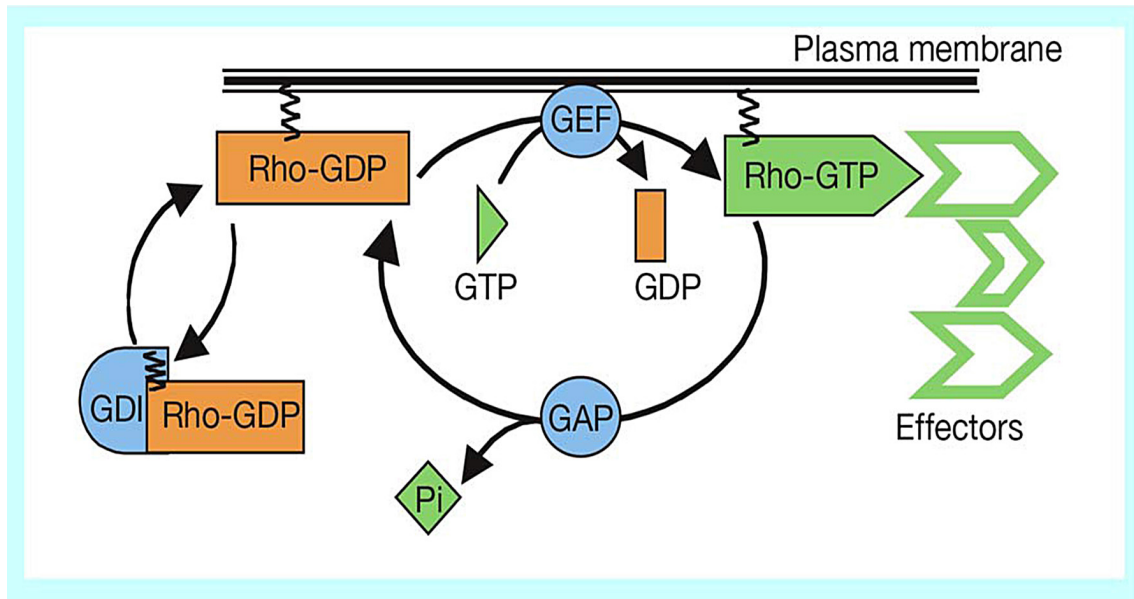 Plasma membrane
GEF
Rho-GDP
Rho-GTP
GTP
GDP
GDI
Rho-GDP
GAP
Effectors
Pi